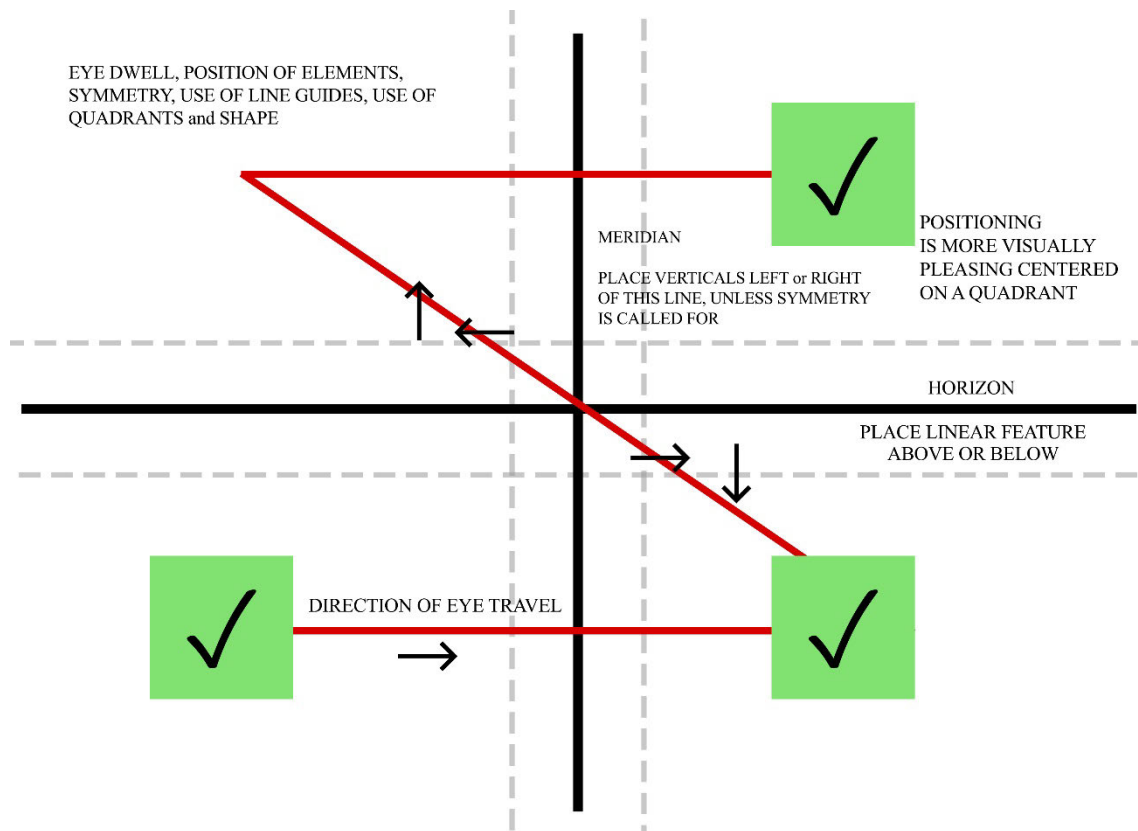 EYE DWELL, POSITION OF ELEMENTS,
SYMMETRY, USE OF LINE GUIDES, USE OF
QUADRANTS and SHAPE
POSITIONING
IS MORE VISUALLY
PLEASING CENTERED
ON A QUADRANT
MERIDIAN
PLACE VERTICALS LEFT or RIGHT
OF THIS LINE, UNLESS SYMMETRY
IS CALLED FOR
HORIZON
PLACE LINEAR FEATURE
ABOVE OR BELOW
DIRECTION OF EYE TRAVEL